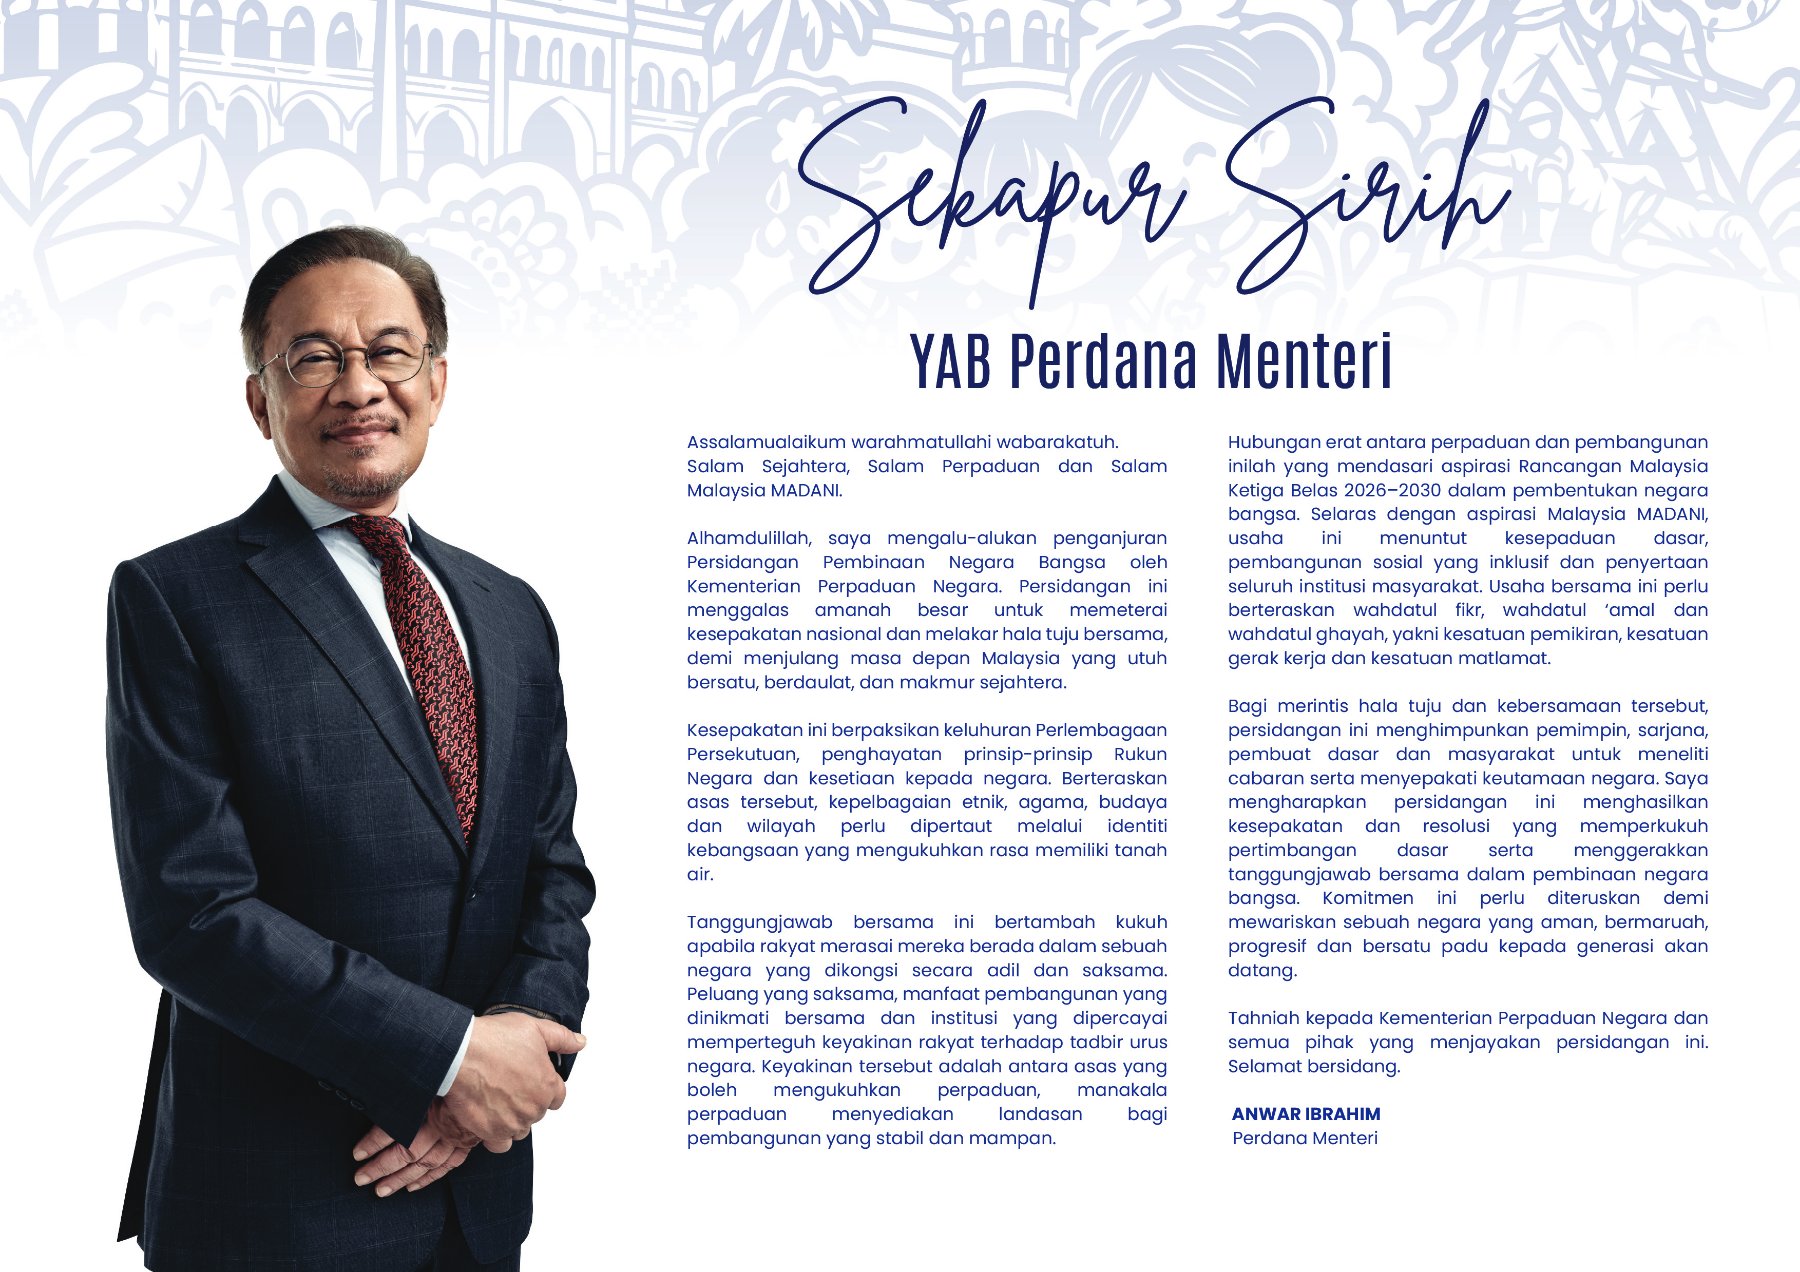 Sekapur Sirih
YAB Perdana Menteri
Assalamualaikum warahmatullahi wabarakatuh.
Salam Sejahtera, Salam Perpaduan dan Salam
Malaysia MADANI.
Alhamdulillah, saya mengalu-alukan penganjuran
Persidangan Pembinaan Negara Bangsa oleh
Kementerian Perpaduan Negara. Persidangan ini
menggalas amanah besar untuk memeterai
kesepakatan nasional dan melakar hala tuju bersama,
demi menjulang masa depan Malaysia yang utuh
bersatu, berdaulat, dan makmur sejahtera.
Kesepakatan ini berpaksikan keluhuran Perlembagaan
Persekutuan, penghayatan prinsip-prinsip Rukun
Negara dan kesetiaan kepada negara. Berteraskan
asas tersebut, kepelbagaian etnik, agama, budaya
dan wilayah perlu dipertaut melalui identiti
kebangsaan yang mengukuhkan rasa memiliki tanah
air.
Tanggungjawab bersama ini bertambah kukuh
apabila rakyat merasai mereka berada dalam sebuah
negara yang dikongsi secara adil dan saksama.
Peluang yang saksama, manfaat pembangunan yang
dinikmati bersama dan institusi yang dipercayai
memperteguh keyakinan rakyat terhadap tadbir urus
negara. Keyakinan tersebut adalah antara asas yang
boleh mengukuhkan perpaduan, manakala
perpaduan menyediakan landasan bagi
pembangunan yang stabil dan mampan.
Hubungan erat antara perpaduan dan pembangunan
inilah yang mendasari aspirasi Rancangan Malaysia
Ketiga Belas 2026–2030 dalam pembentukan negara
bangsa. Selaras dengan aspirasi Malaysia MADANI,
usaha ini menuntut kesepaduan dasar,
pembangunan sosial yang inklusif dan penyertaan
seluruh institusi masyarakat. Usaha bersama ini perlu
berteraskan wahdatul fikr, wahdatul ‘amal dan
wahdatul ghayah, yakni kesatuan pemikiran, kesatuan
gerak kerja dan kesatuan matlamat.
Bagi merintis hala tuju dan kebersamaan tersebut,
persidangan ini menghimpunkan pemimpin, sarjana,
pembuat dasar dan masyarakat untuk meneliti
cabaran serta menyepakati keutamaan negara. Saya
mengharapkan persidangan ini menghasilkan
kesepakatan dan resolusi yang memperkukuh
pertimbangan dasar serta menggerakkan
tanggungjawab bersama dalam pembinaan negara
bangsa. Komitmen ini perlu diteruskan demi
mewariskan sebuah negara yang aman, bermaruah,
progresif dan bersatu padu kepada generasi akan
datang.
Tahniah kepada Kementerian Perpaduan Negara dan
semua pihak yang menjayakan persidangan ini.
Selamat bersidang.
ANWAR IBRAHIM
Perdana Menteri